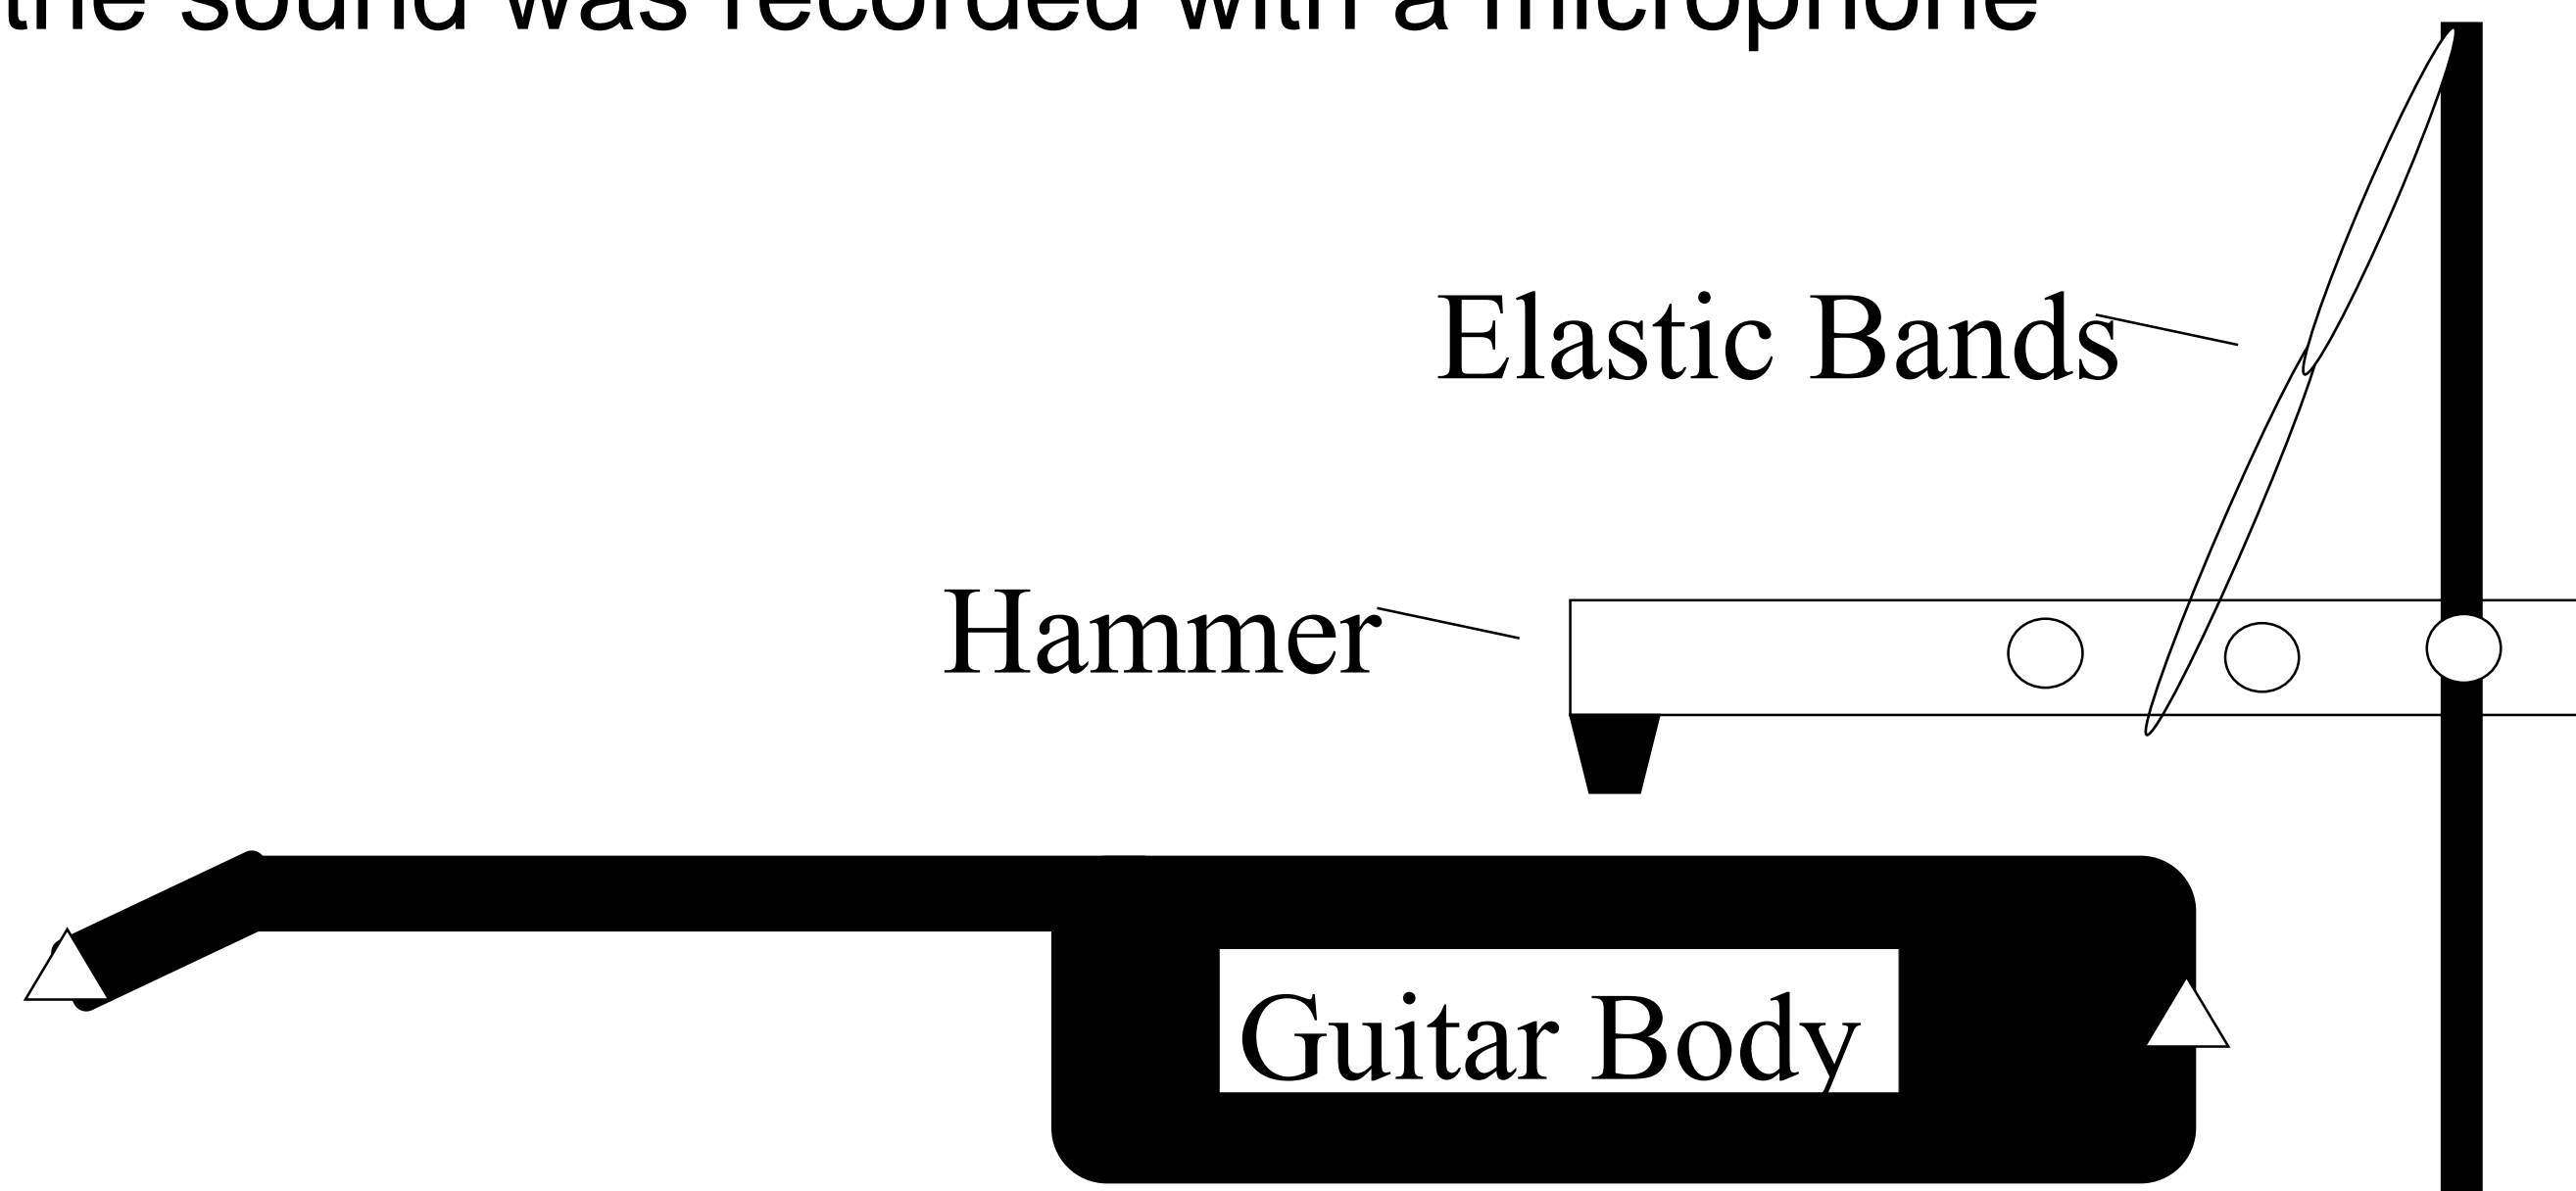 the sound was recorded with a microphone
Elastic Bands
Hammer
Guitar Body